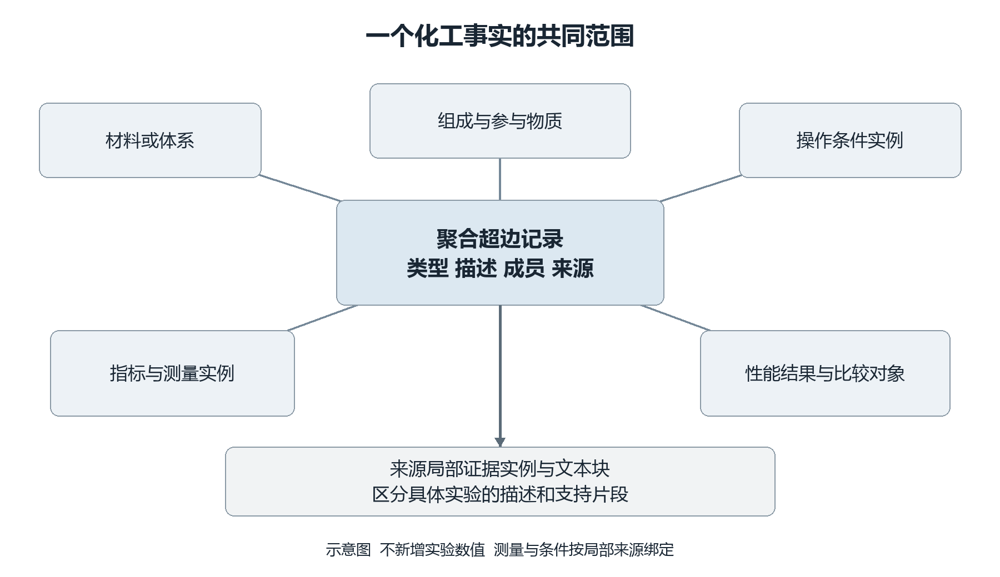 一个化工事实的共同范围
材料或体系
组成与参与物质
操作条件实例
聚合超边记录
类型 描述 成员 来源
指标与测量实例
性能结果与比较对象
来源局部证据实例与文本块
区分具体实验的描述和支持片段
示意图 不新增实验数值 测量与条件按局部来源绑定